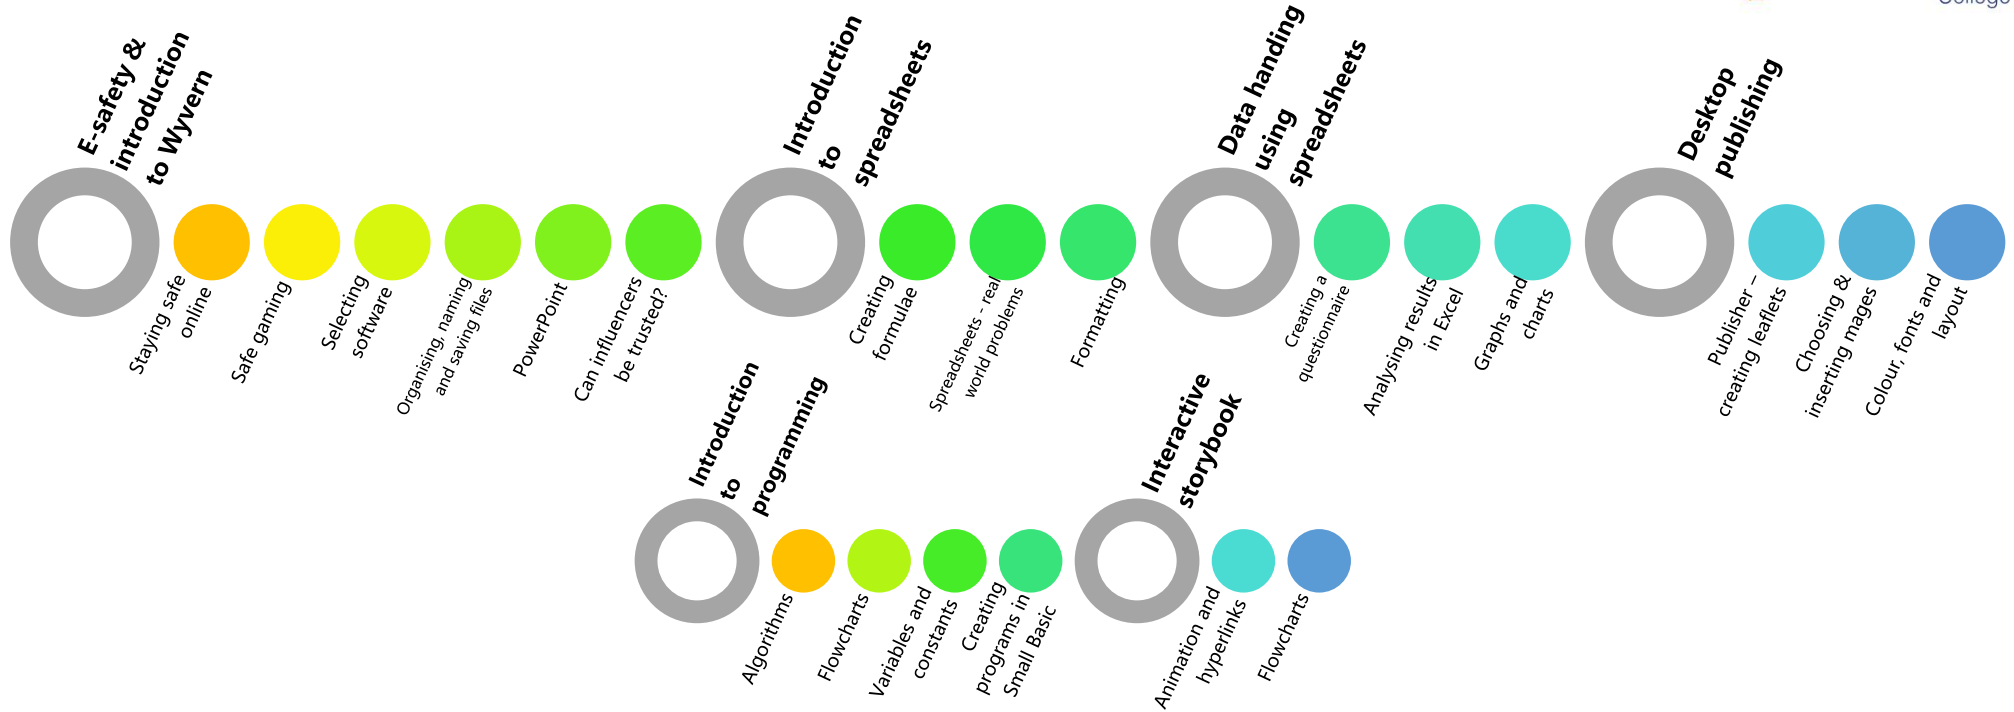 College
E-safety &
introduction
to Wyvern
Staying safe
online
Safe gaming
Selecting
software
Organising, naming
and saving files
PowerPoint
Can influencers
be trusted?
Introduction
to
spreadsheets
Creating
formulae
Spreadsheets - real
world problems
Formatting
Data handing
using
spreadsheets
Creating a
questionnaire
Analysing results
in Excel
Graphs and
charts
Desktop
publishing
Publisher –
creating leaflets
Choosing &
inserting mages
Colour, fonts and
layout
Introduction
to
programming
Algorithms
Flowcharts
Variables and
constants
Creating
programs in
Small Basic
Interactive
storybook
Animation and
hyperlinks
Flowcharts